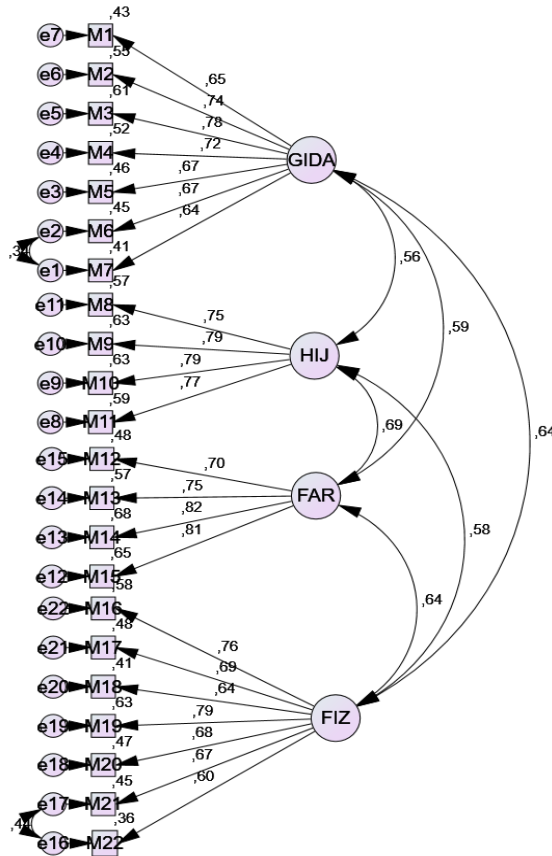 ,43
e7 M1
,55
e6 M2
,65
,61
,74
e5 M3
,78
,52
,72
e4 M4
GIDA
,46
,67
e3 M5
,67
,45
,64
e2 M6
,41
,34
,56
e1 M7
,57
e11 M8
,75
,59
,63
e10 M9
,79
HIJ
,63
,79
e9 M10
,77
,59
e8 M11
,69
,64
,48
e15 M12
,70
,57
,75
e14 M13
FAR
,68
,82
e13 M14
,81
,58
,65
e12 M15
,58
,64
e22 M16
,48
,76
e21 M17
,69
,41
,64
e20 M18
FIZ
,63
,79
e19 M19
,68
,47
,67
e20 M20
,60
,45
e17 M21
,36
,44
e16 M22